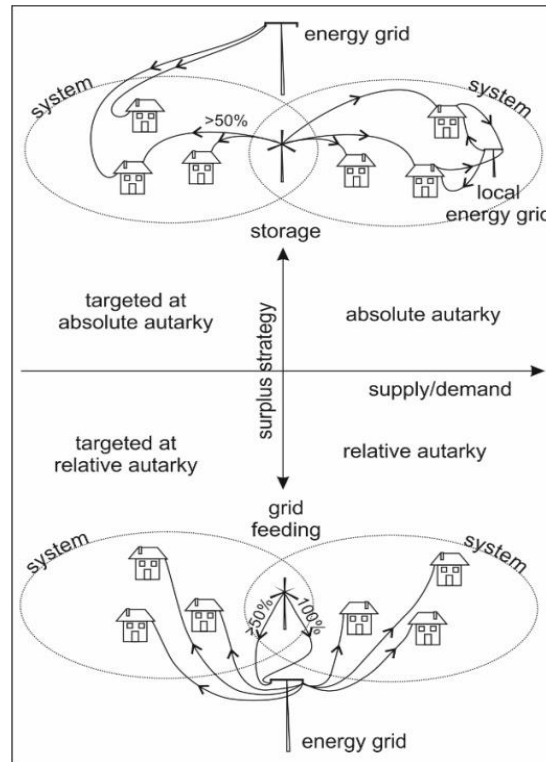 energy grid
system
system
>50%
local
energy grid
storage
targeted at
absolute autarky
absolute autarky
surplus strategy
supply/demand
targeted at
relative autarky
relative autarky
grid
feeding
system
system
>50%
100%
energy grid